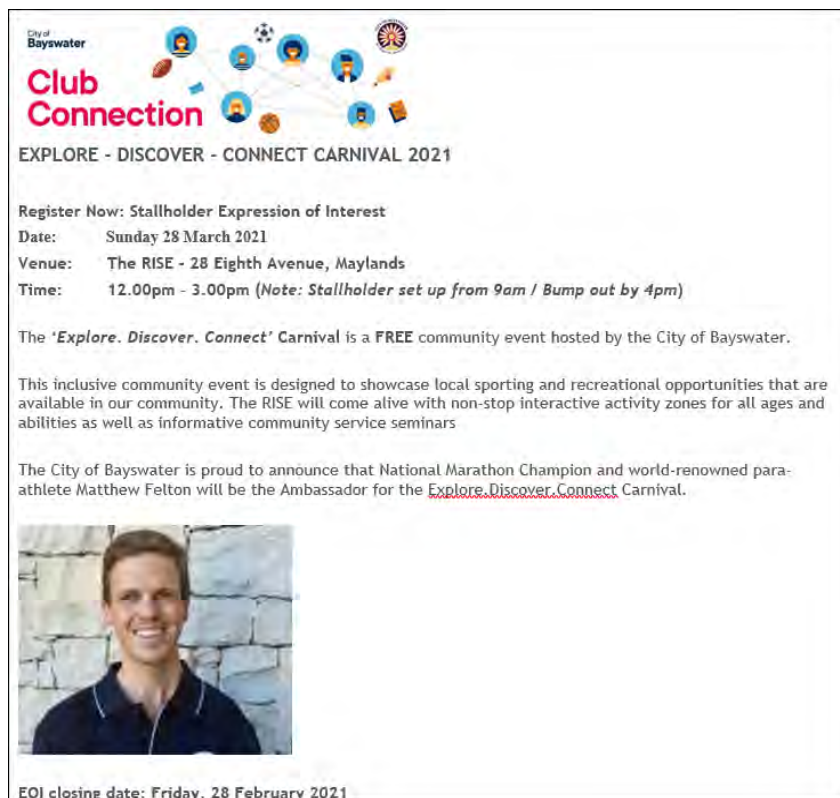 City of
Bayswater
Club
Connection
EXPLORE - DISCOVER - CONNECT CARNIVAL 2021
Register Now: Stallholder Expression of Interest
Date: Sunday 28 March 2021
Venue: The RISE - 28 Eighth Avenue, Maylands
Time: 12.00pm – 3.00pm (Note: Stallholder set up from 9am / Bump out by 4pm)
The ‘Explore. Discover. Connect’ Carnival is a FREE community event hosted by the City of Bayswater.
This inclusive community event is designed to showcase local sporting and recreational opportunities that are
available in our community. The RISE will come alive with non-stop interactive activity zones for all ages and
abilities as well as informative community service seminars
The City of Bayswater is proud to announce that National Marathon Champion and world-renowned para-
athlete Matthew Felton will be the Ambassador for the Explore.Discover.Connect Carnival.
EOI closing date: Friday, 28 February 2021